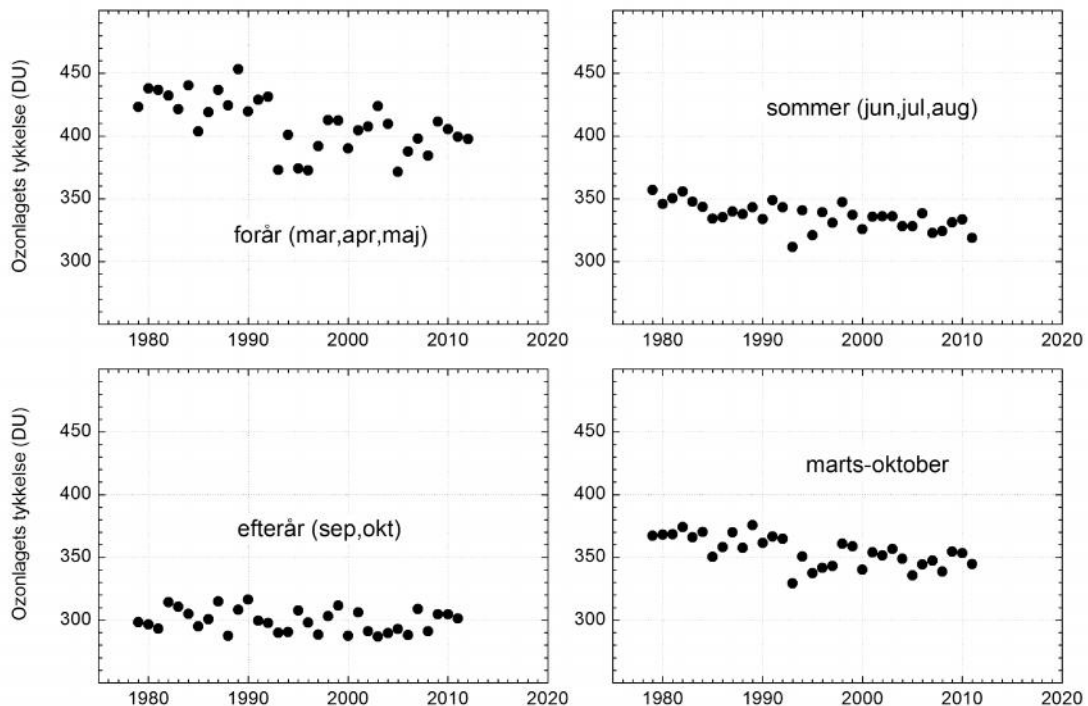 Ozonlagets tykkelse (DU)
450
400
350
300
forår (mar,apr,maj)
1980 1990 2000 2010 2020
450
400
350
300
sommer (jun,jul,aug)
1980 1990 2000 2010 2020
Ozonlagets tykkelse (DU)
450
400
350
300
efterår (sep,okt)
1980 1990 2000 2010 2020
450
400
350
300
marts-oktober
1980 1990 2000 2010 2020